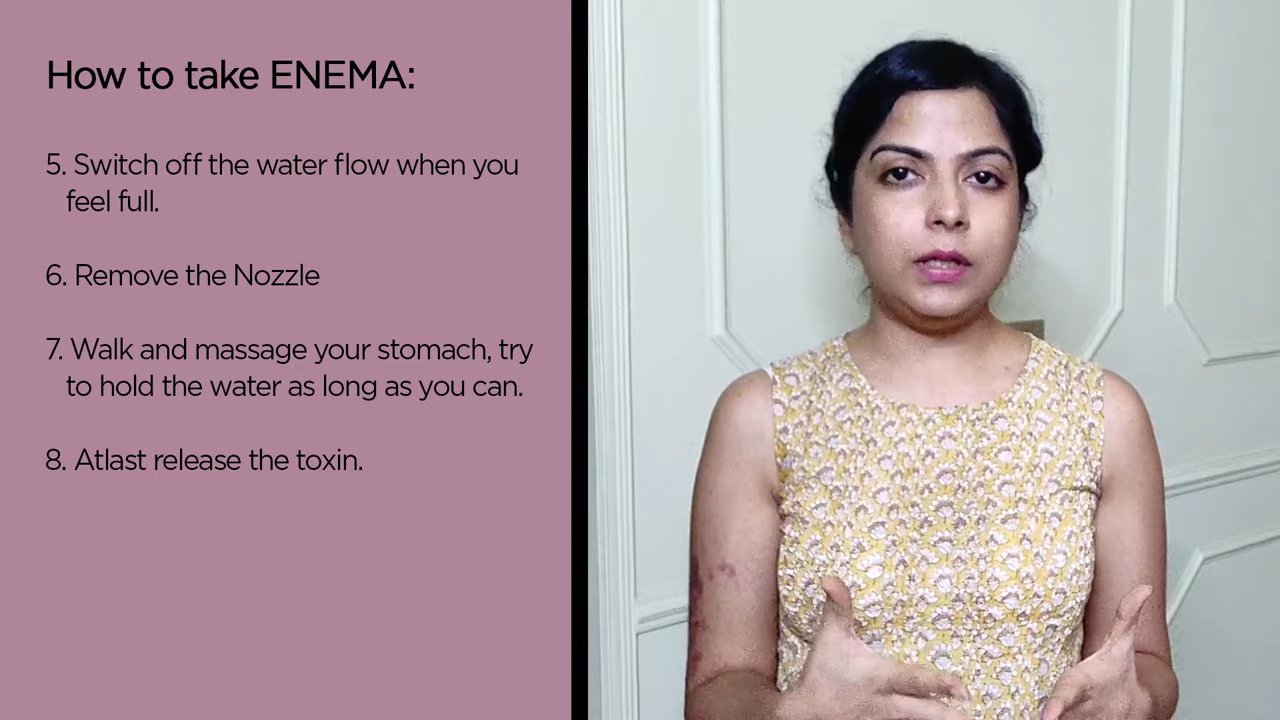 How to take ENEMA:
5. Switch off the water flow when you
feel full.
6. Remove the Nozzle
7. Walk and massage your stomach, try
to hold the water as long as you can.
8. Atlast release the toxin.